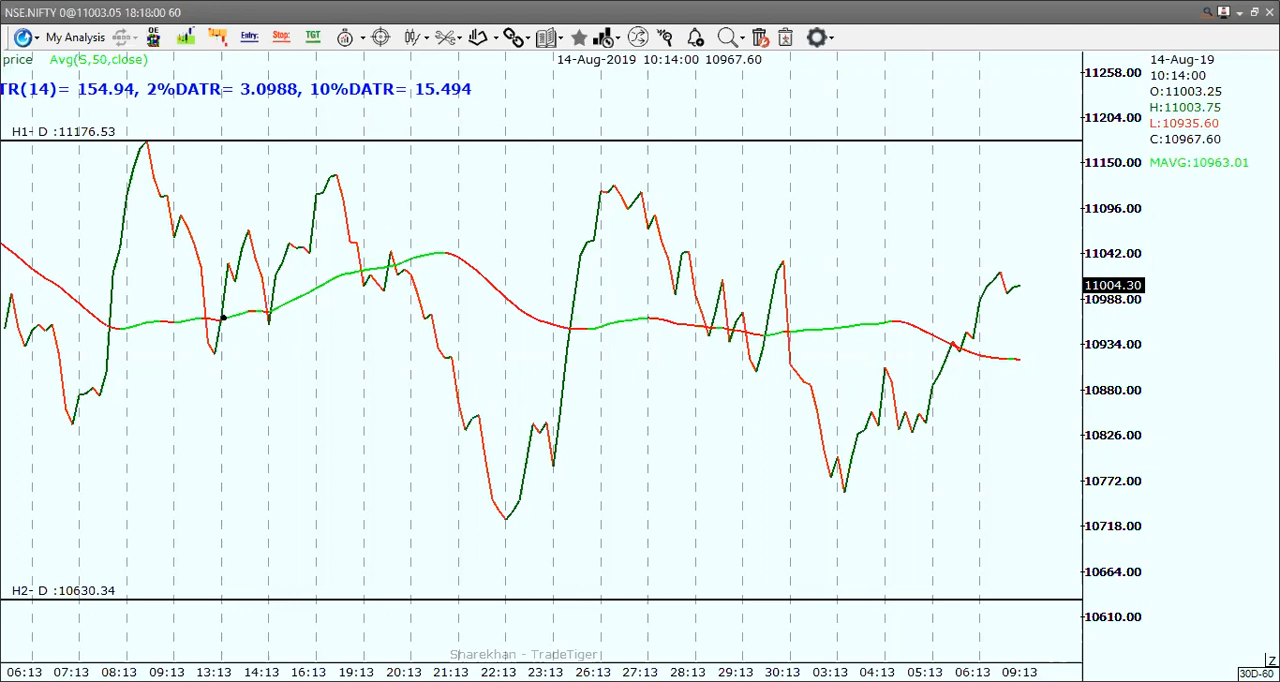 NSE.NIFTY 0@11003.05 18:18:00 60
My Analysis OE Entry: Stop: TGT
price Avg(S,50,close) 14-Aug-2019 10:14:00 10967.60
TR(14)= 154.94, 2%DATR= 3.0988, 10%DATR= 15.494
H1- D :11176.53
H2- D :10630.34
11258.00
11204.00
11150.00
11096.00
11042.00
11004.30
10988.00
10934.00
10880.00
10826.00
10772.00
10718.00
10664.00
10610.00
14-Aug-19
10:14:00
O:11003.25
H:11003.75
L:10935.60
C:10967.60
MAVG:10963.01
Sharekhan - TradeTiger
06:13 07:13 08:13 09:13 13:13 14:13 16:13 19:13 20:13 21:13 22:13 23:13 26:13 27:13 28:13 29:13 30:13 03:13 04:13 05:13 06:13 09:13
Z
30D-60